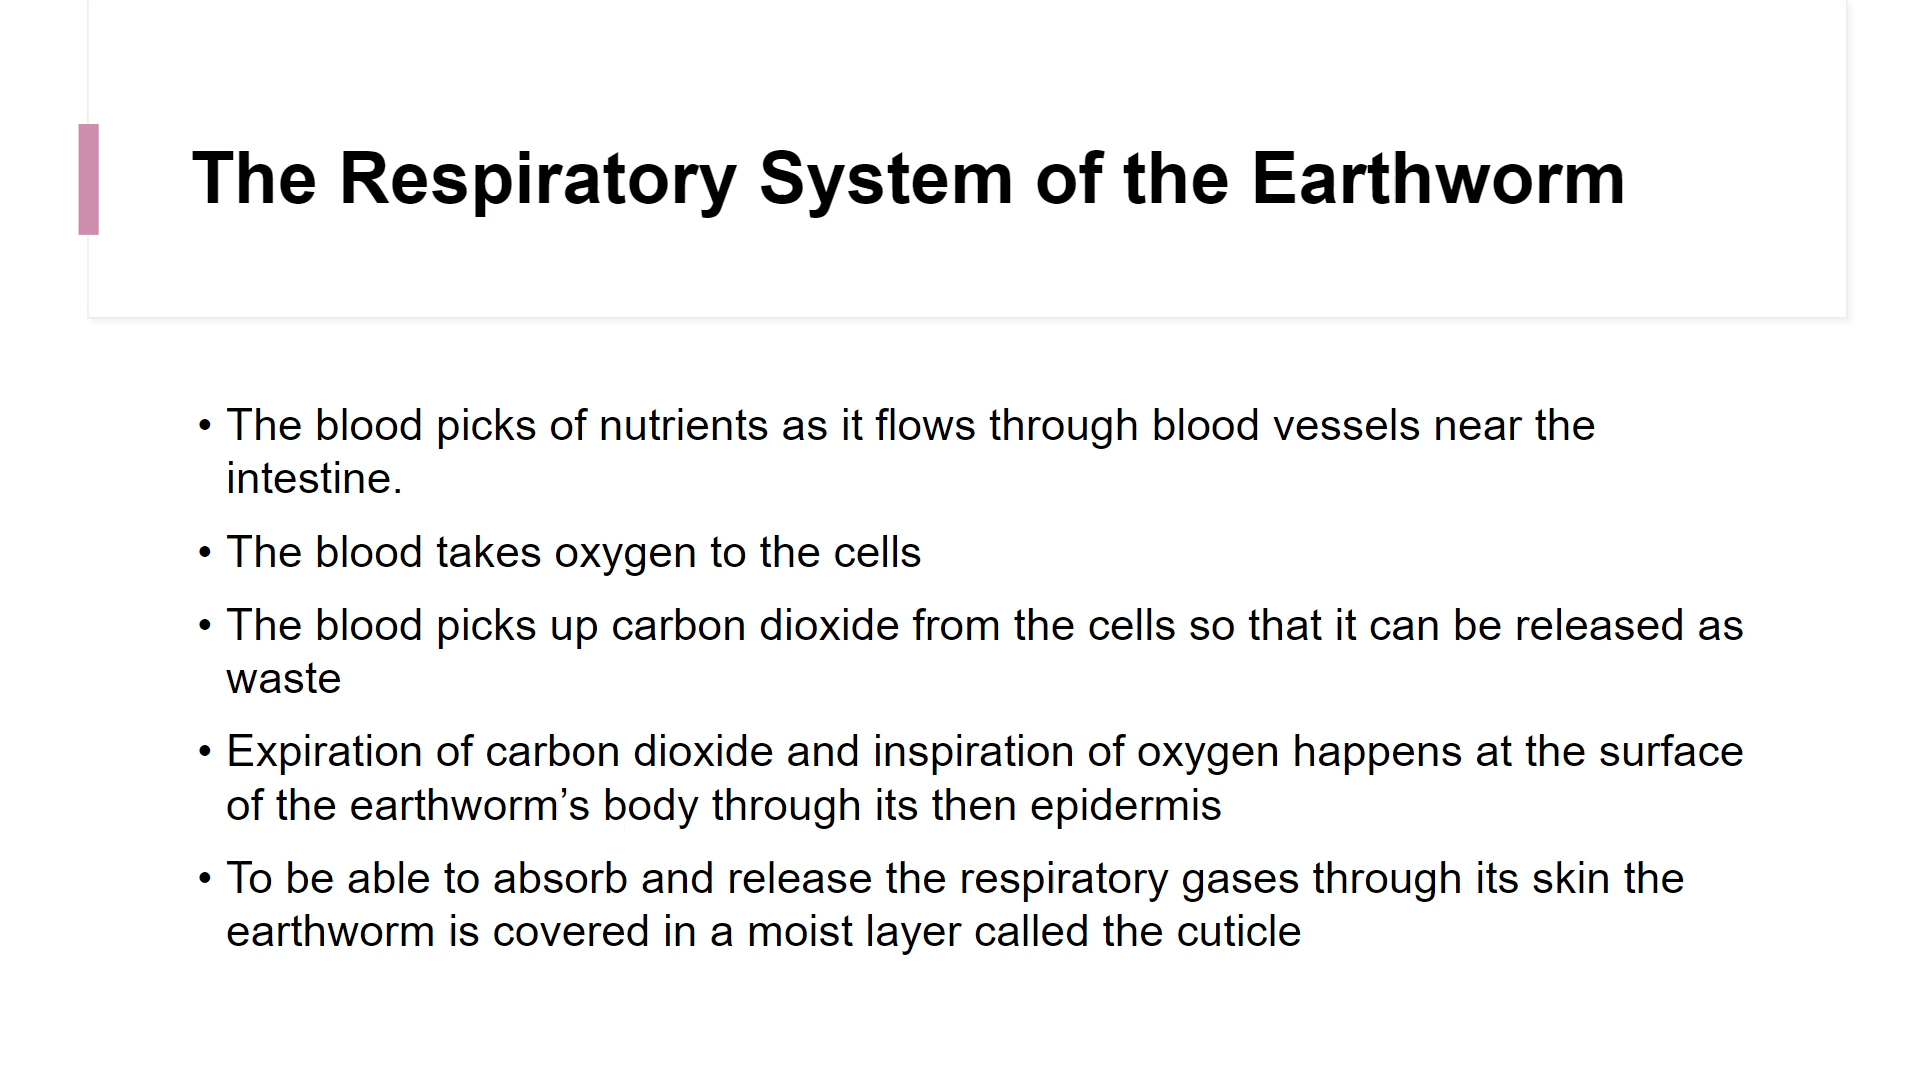 The Respiratory System of the Earthworm
• The blood picks of nutrients as it flows through blood vessels near the
intestine.
• The blood takes oxygen to the cells
• The blood picks up carbon dioxide from the cells so that it can be released as
waste
• Expiration of carbon dioxide and inspiration of oxygen happens at the surface
of the earthworm’s body through its then epidermis
• To be able to absorb and release the respiratory gases through its skin the
earthworm is covered in a moist layer called the cuticle